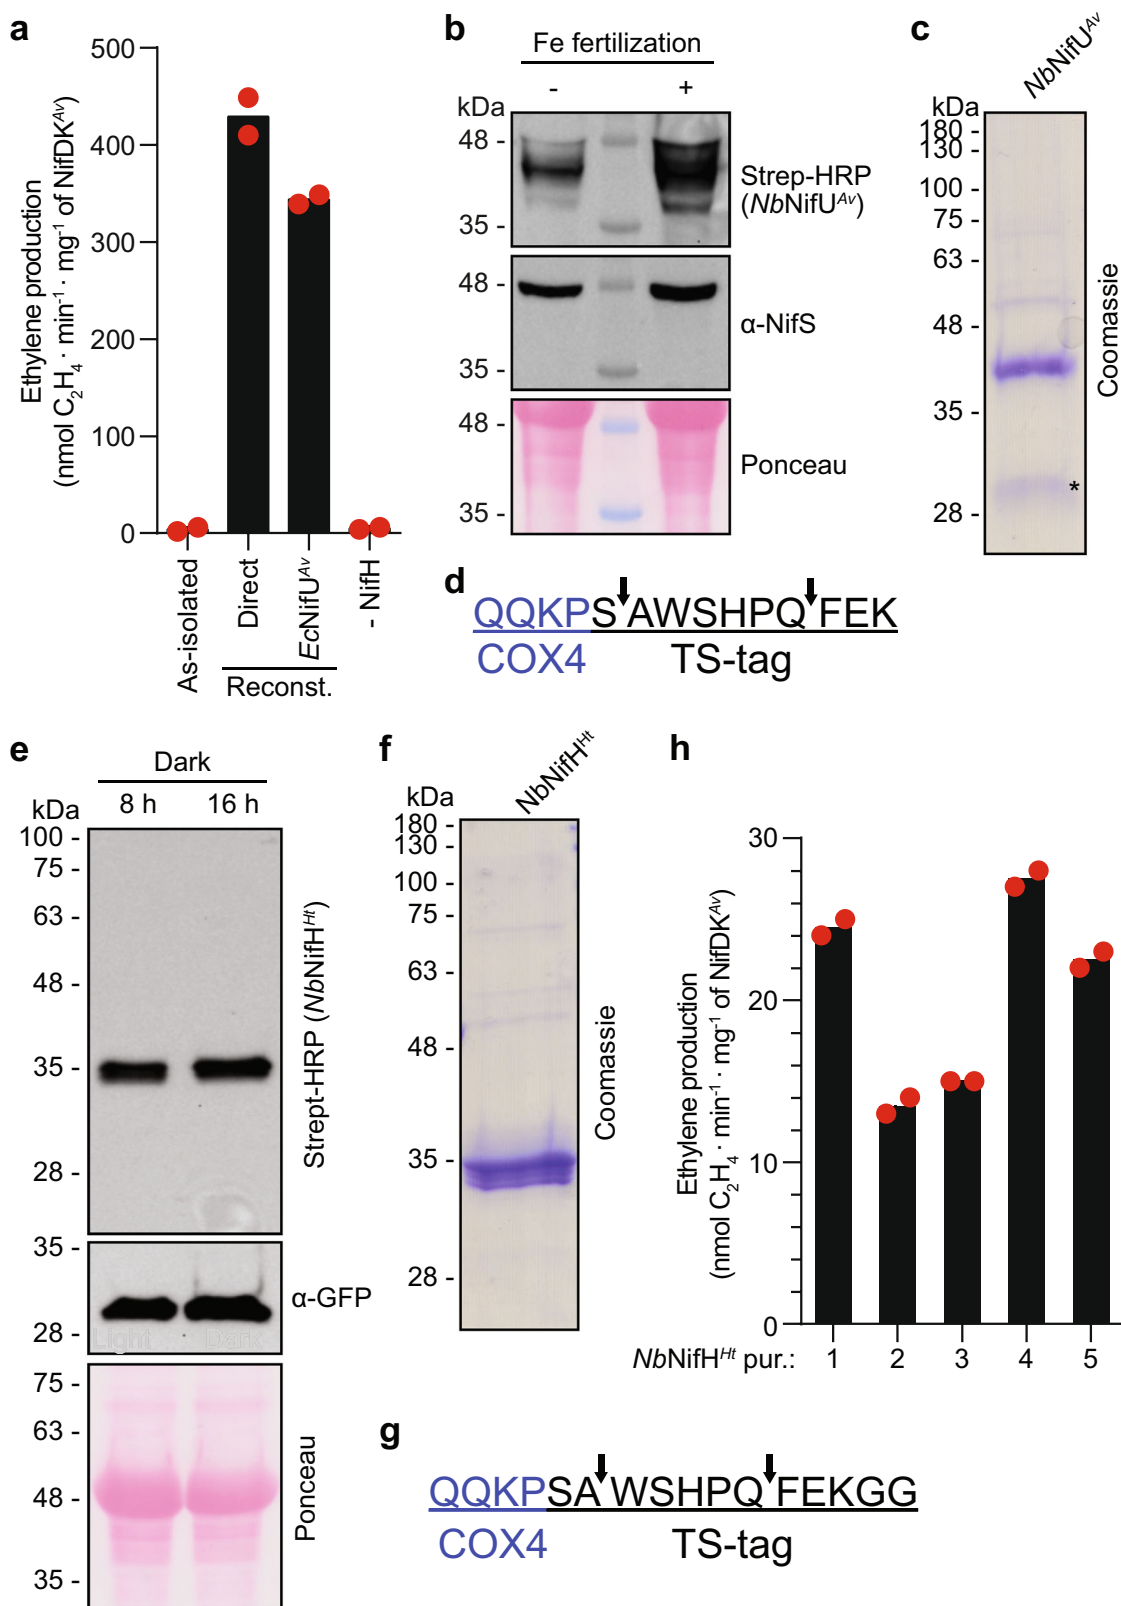 a
500
400
300
200
100
0
Ethylene production
(nmol C₂H₄ · min⁻¹ · mg⁻¹ of NifDKᴬᵛ)
As-isolated
Direct
EcNifUᴬᵛ
- NifH
Reconst.
b
Fe fertilization
- +
kDa
48 -
35 -
Strep-HRP
(NbNifUᴬᵛ)
48 -
35 -
α-NifS
48 -
35 -
Ponceau
c
NbNifUᴬᵛ
kDa
180 -
130 -
100 -
75 -
63 -
48 -
35 -
28 -
*
Coomassie
d
QQKPSAWSHPQFEK
COX4 TS-tag
e
Dark
kDa 8 h 16 h
100 -
75 -
63 -
48 -
35 -
28 -
Strept-HRP (NbNifHᴴᵗ)
35 -
28 -
α-GFP
Light Dark
75 -
63 -
48 -
35 -
Ponceau
f
NbNifHᴴᵗ
kDa
180 -
130 -
100 -
75 -
63 -
48 -
35 -
28 -
Coomassie
g
QQKPSAWSHPQFEKGG
COX4 TS-tag
h
30
20
10
0
Ethylene production
(nmol C₂H₄ · min⁻¹ · mg⁻¹ of NifDKᴬᵛ)
NbNifHᴴᵗ pur.: 1 2 3 4 5